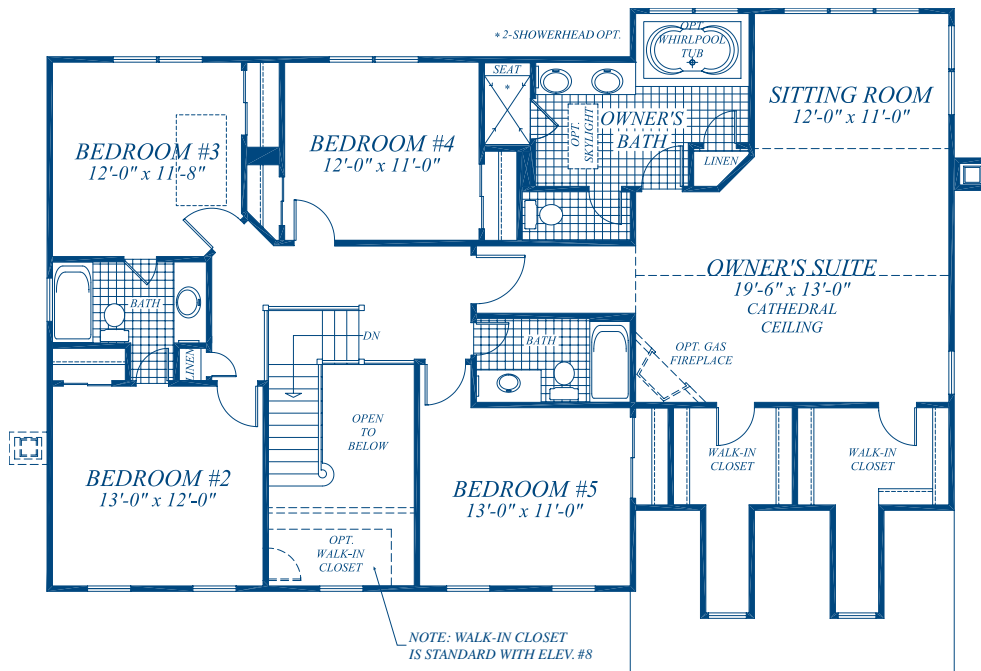 * 2-SHOWERHEAD OPT.
OPT.
WHIRLPOOL
TUB
SEAT
*
SITTING ROOM
12'-0" x 11'-0"
BEDROOM #3
12'-0" x 11'-8"
BEDROOM #4
12'-0" x 11'-0"
OPT.
SKYLIGHT
OWNER'S
BATH
LINEN
OWNER'S SUITE
19'-6" x 13'-0"
CATHEDRAL
CEILING
BATH
DN
BATH
OPT. GAS
FIREPLACE
LINEN
OPEN
TO
BELOW
BEDROOM #2
13'-0" x 12'-0"
BEDROOM #5
13'-0" x 11'-0"
WALK-IN
CLOSET
WALK-IN
CLOSET
OPT.
WALK-IN
CLOSET
NOTE: WALK-IN CLOSET
IS STANDARD WITH ELEV. #8